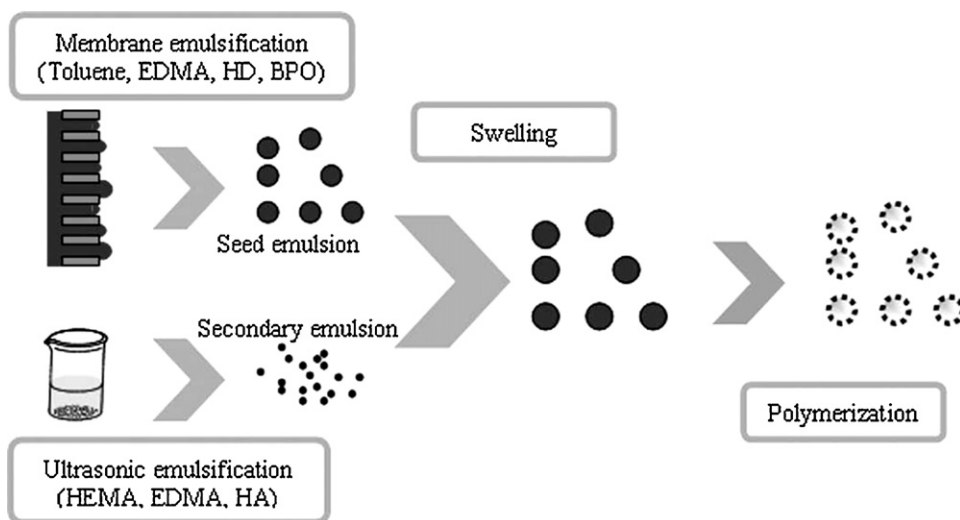 Membrane emulsification
(Toluene, EDMA, HD, BPO)
Swelling
Seed emulsion
Secondary emulsion
Polymerization
Ultrasonic emulsification
(HEMA, EDMA, HA)